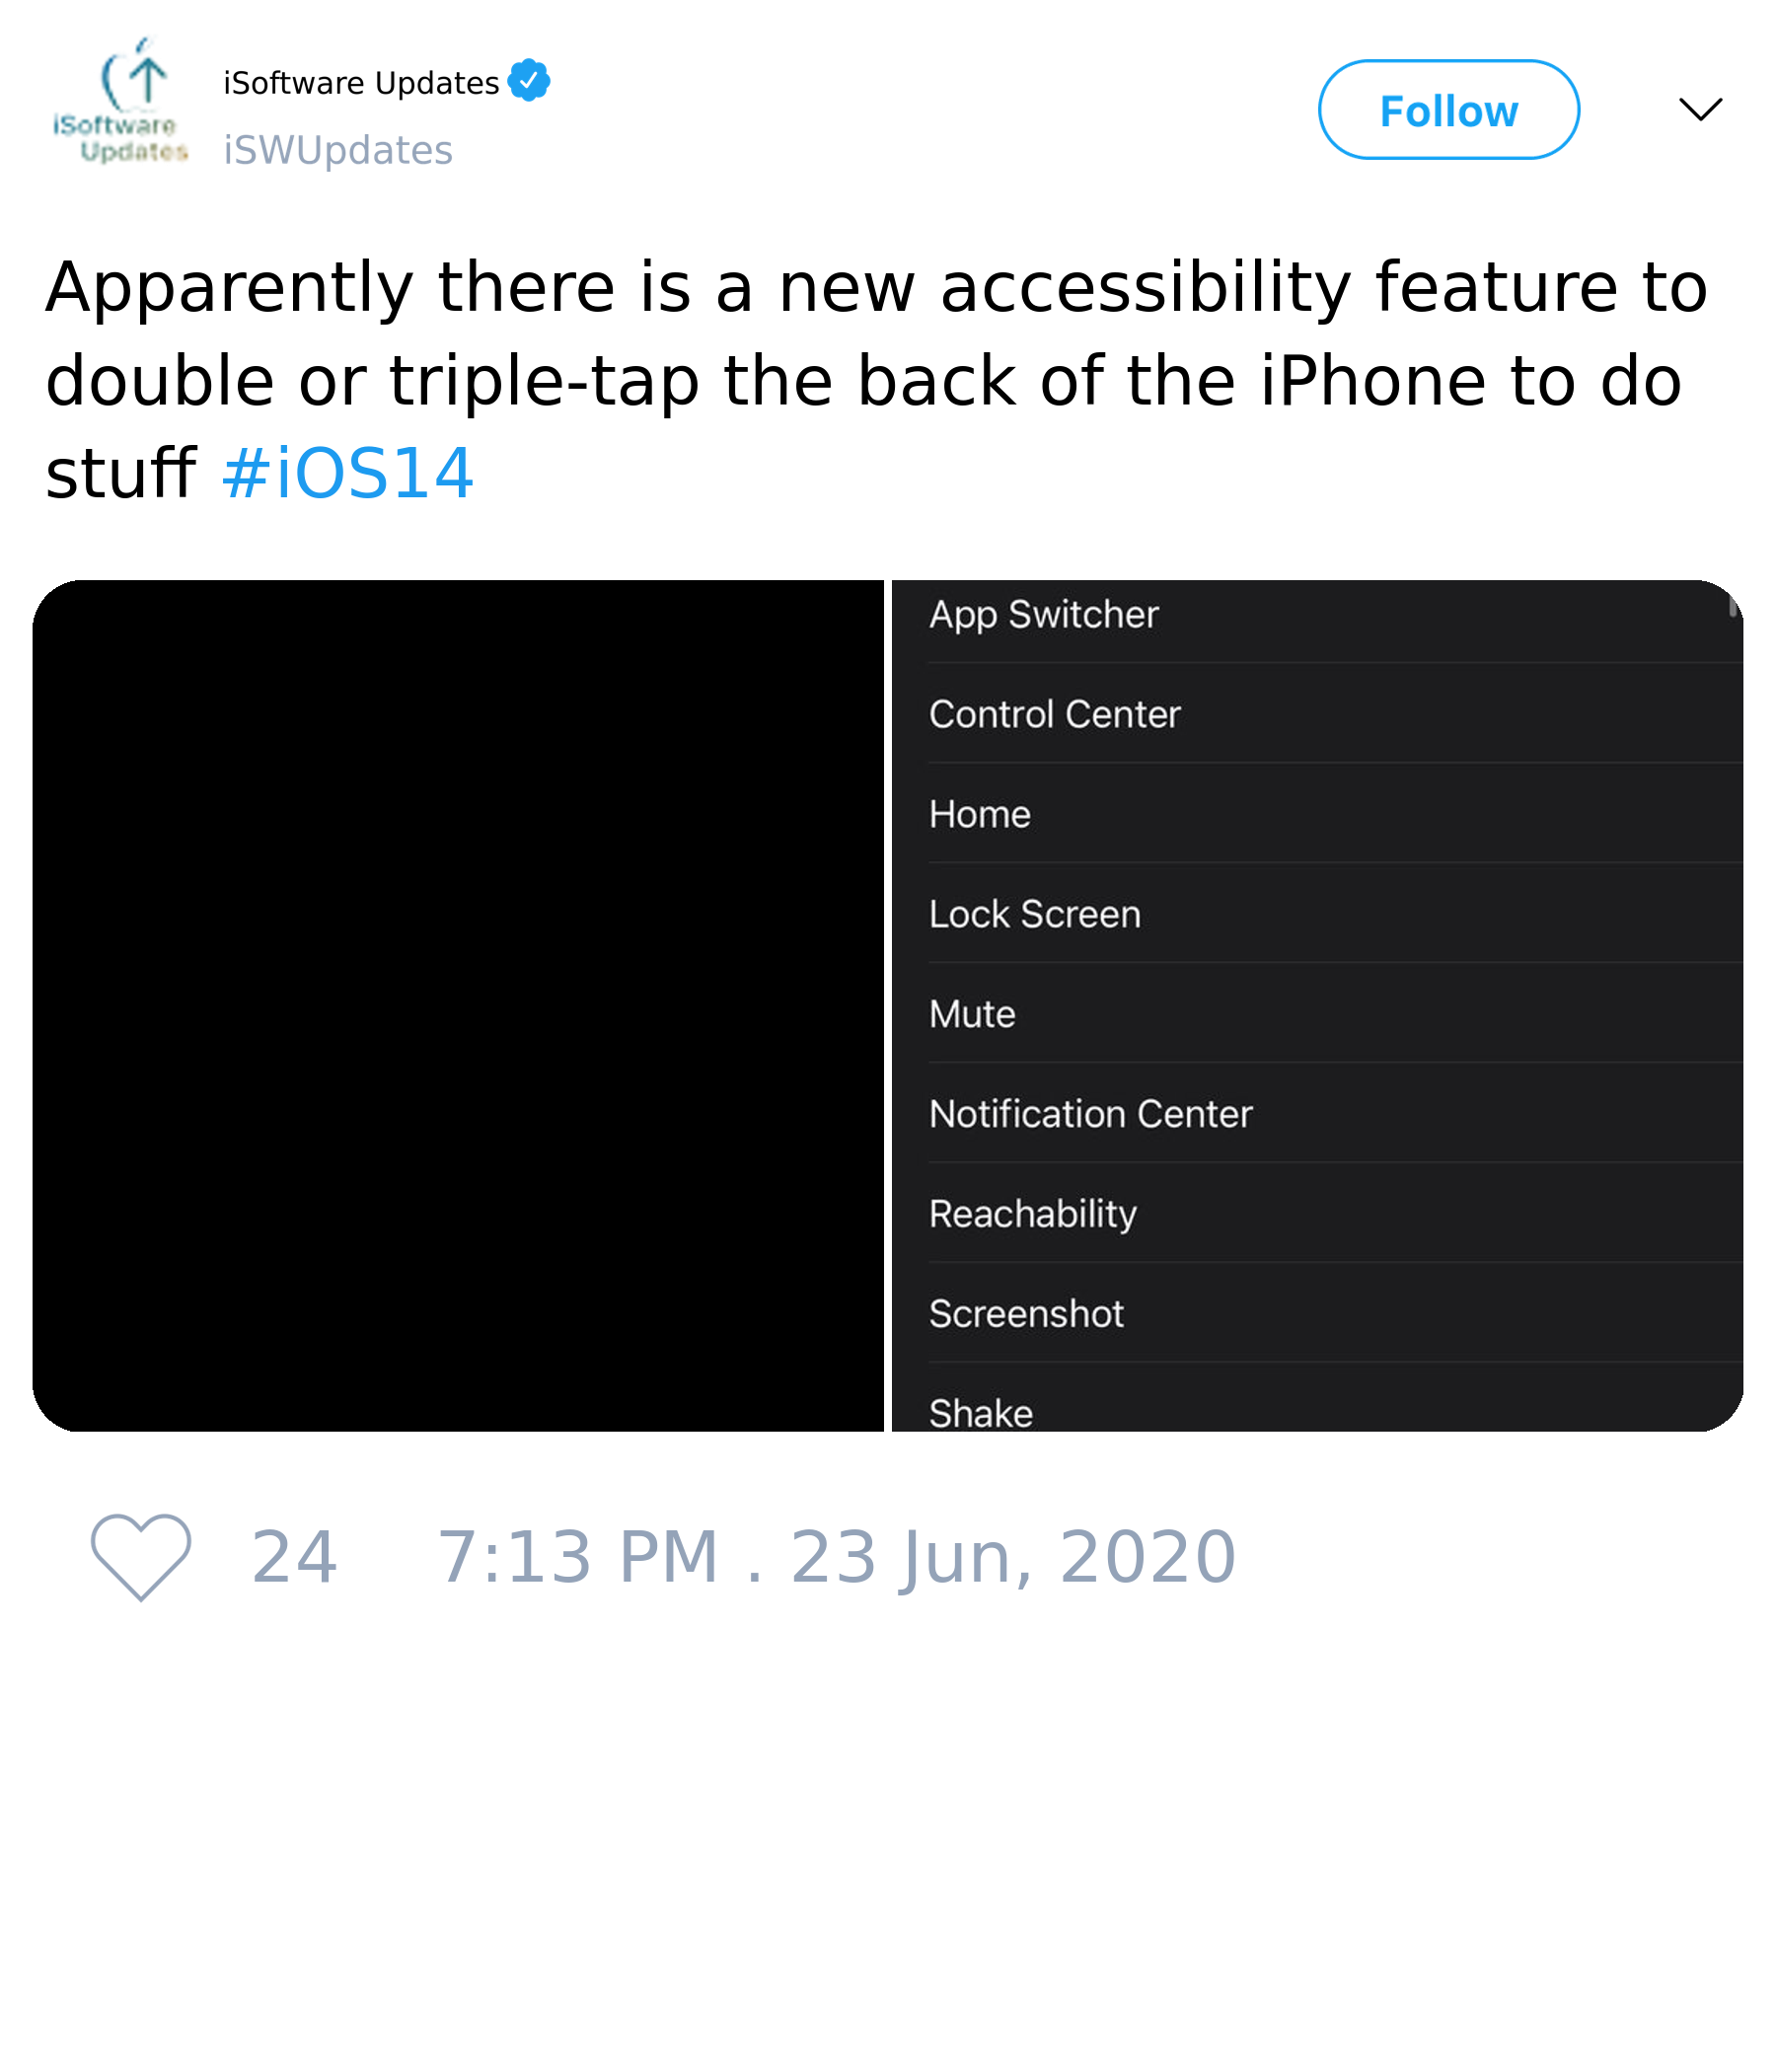 iSoftware
Updates
iSoftware Updates
iSWUpdates
Follow
Apparently there is a new accessibility feature to
double or triple-tap the back of the iPhone to do
stuff #iOS14
App Switcher
Control Center
Home
Lock Screen
Mute
Notification Center
Reachability
Screenshot
Shake
24 7:13 PM . 23 Jun, 2020